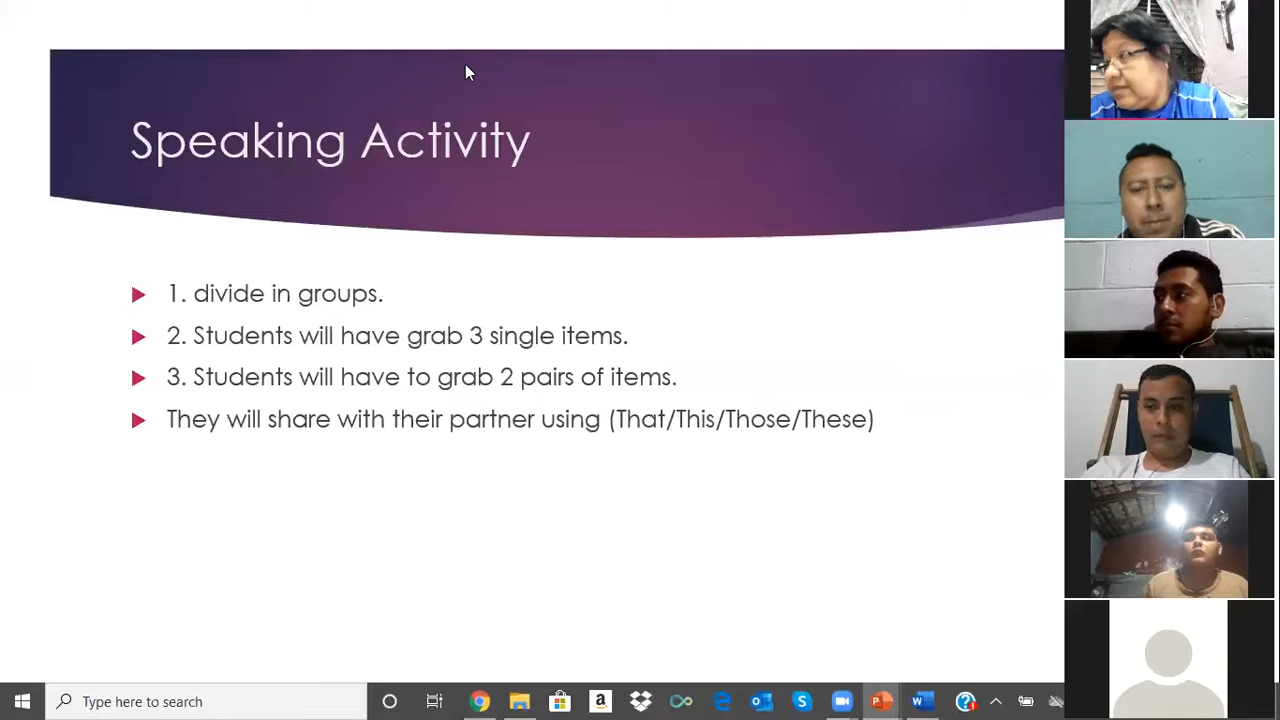 Speaking Activity
1. divide in groups.
2. Students will have grab 3 single items.
3. Students will have to grab 2 pairs of items.
They will share with their partner using (That/This/Those/These)
Type here to search